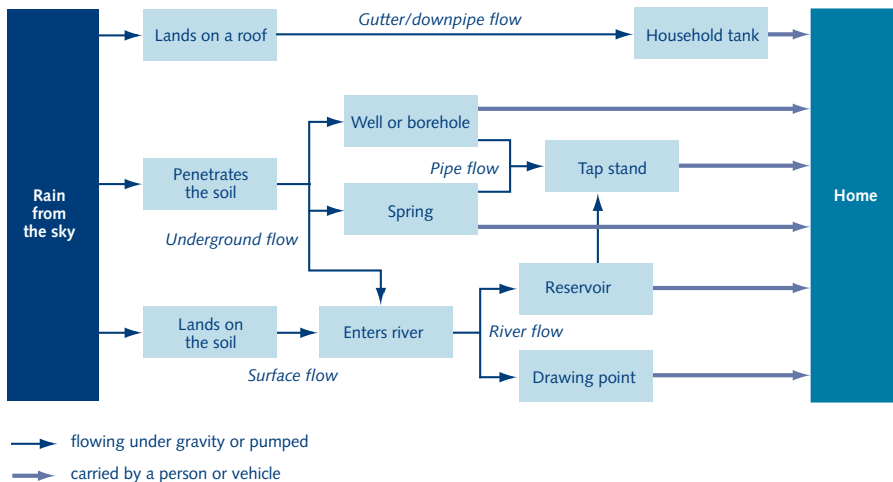 Gutter/downpipe flow
Lands on a roof
Household tank
Well or borehole
Pipe flow
Tap stand
Penetrates
the soil
Rain
from
the sky
Home
Spring
Underground flow
Reservoir
Lands on
the soil
Enters river
River flow
Surface flow
Drawing point
flowing under gravity or pumped
carried by a person or vehicle